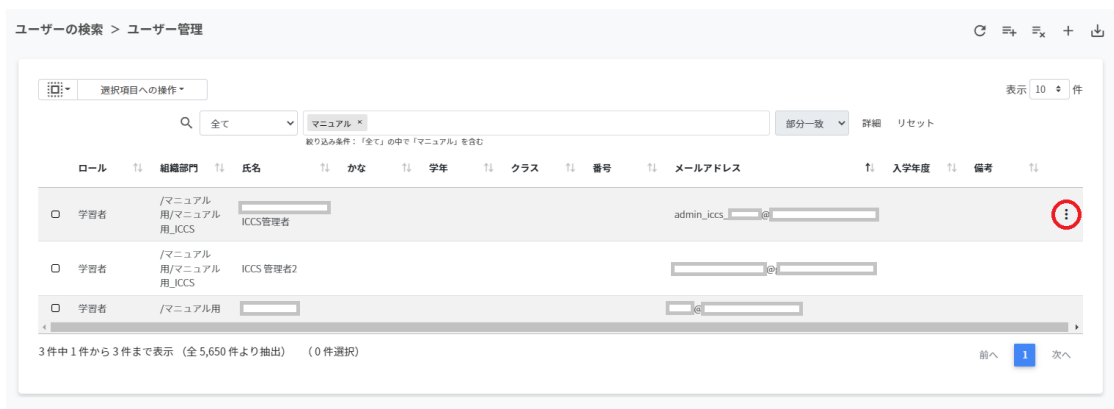 ユーザーの検索 > ユーザー管理
選択項目への操作
表示 10 件
全て マニュアル × 部分一致 詳細 リセット
絞り込み条件：「全て」の中で「マニュアル」を含む
ロール 組織部門 氏名 かな 学年 クラス 番号 メールアドレス 入学年度 備考
学習者
/マニュアル
用/マニュアル
用_ICCS
ICCS管理者
admin_iccs_ @
学習者
/マニュアル
用/マニュアル
用_ICCS
ICCS 管理者2
@
学習者 /マニュアル用 @
3 件中 1 件から 3 件まで表示 （全 5,650 件より抽出） （ 0 件選択）
前へ 1 次へ